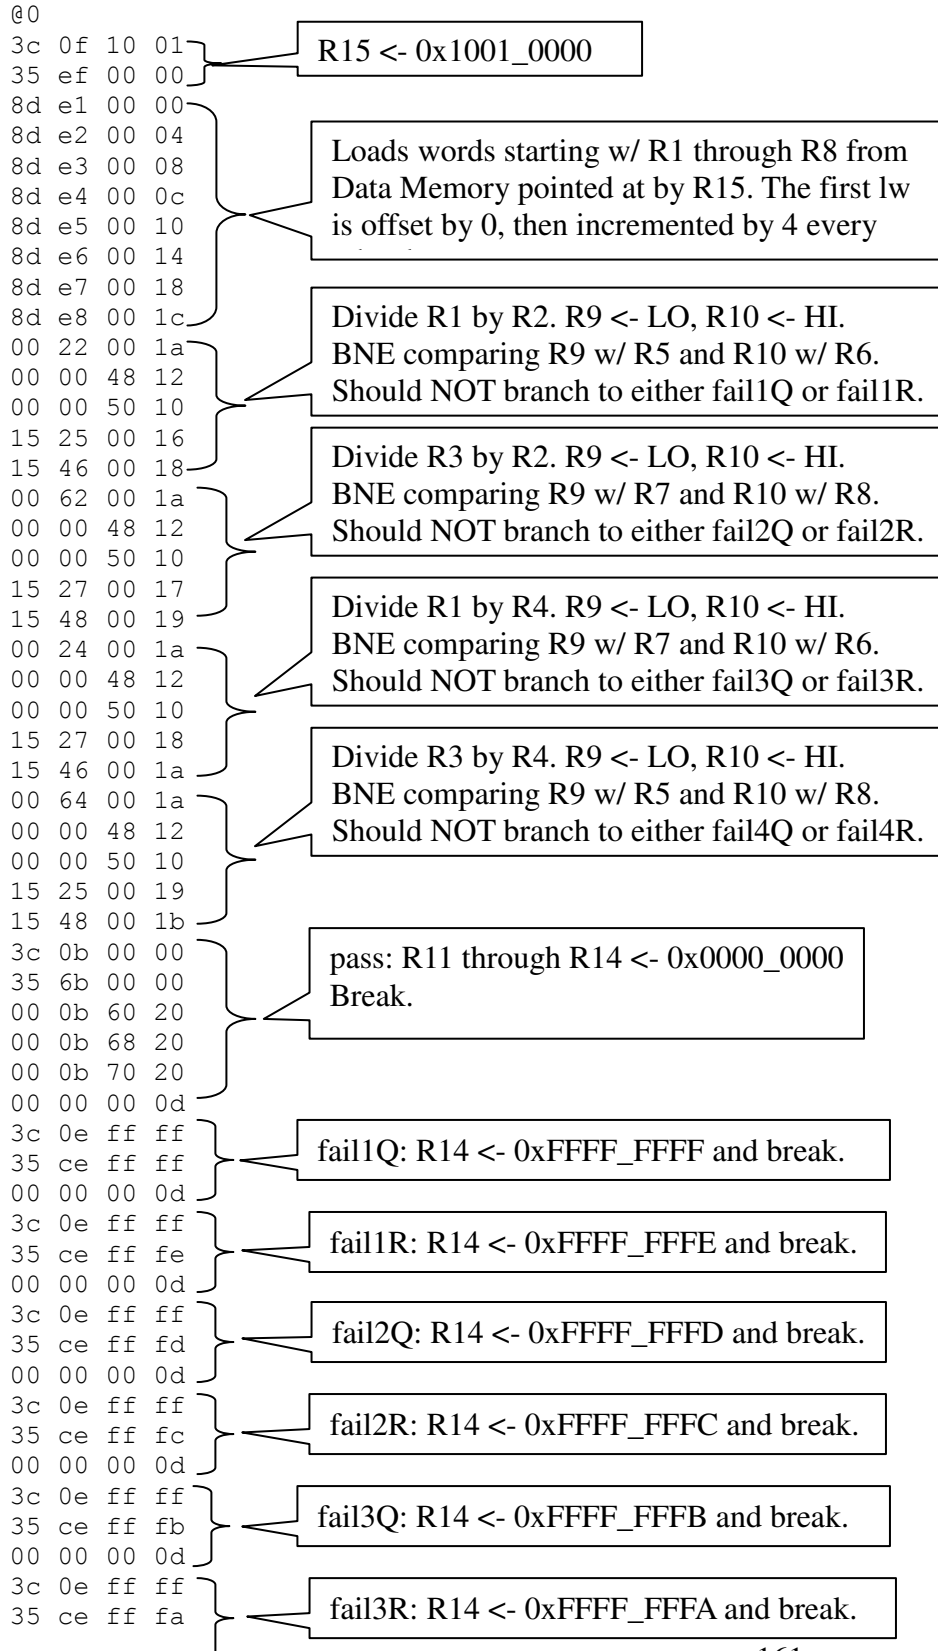 @0
3c 0f 10 01
35 ef 00 00
R15 <- 0x1001_0000
8d e1 00 00
8d e2 00 04
8d e3 00 08
8d e4 00 0c
8d e5 00 10
8d e6 00 14
8d e7 00 18
8d e8 00 1c
Loads words starting w/ R1 through R8 from
Data Memory pointed at by R15. The first lw
is offset by 0, then incremented by 4 every
00 22 00 1a
00 00 48 12
00 00 50 10
15 25 00 16
15 46 00 18
Divide R1 by R2. R9 <- LO, R10 <- HI.
BNE comparing R9 w/ R5 and R10 w/ R6.
Should NOT branch to either fail1Q or fail1R.
00 62 00 1a
00 00 48 12
00 00 50 10
15 27 00 17
15 48 00 19
Divide R3 by R2. R9 <- LO, R10 <- HI.
BNE comparing R9 w/ R7 and R10 w/ R8.
Should NOT branch to either fail2Q or fail2R.
00 24 00 1a
00 00 48 12
00 00 50 10
15 27 00 18
15 46 00 1a
Divide R1 by R4. R9 <- LO, R10 <- HI.
BNE comparing R9 w/ R7 and R10 w/ R6.
Should NOT branch to either fail3Q or fail3R.
00 64 00 1a
00 00 48 12
00 00 50 10
15 25 00 19
15 48 00 1b
Divide R3 by R4. R9 <- LO, R10 <- HI.
BNE comparing R9 w/ R5 and R10 w/ R8.
Should NOT branch to either fail4Q or fail4R.
3c 0b 00 00
35 6b 00 00
00 0b 60 20
00 0b 68 20
00 0b 70 20
00 00 00 0d
pass: R11 through R14 <- 0x0000_0000
Break.
3c 0e ff ff
35 ce ff ff
00 00 00 0d
fail1Q: R14 <- 0xFFFF_FFFF and break.
3c 0e ff ff
35 ce ff fe
00 00 00 0d
fail1R: R14 <- 0xFFFF_FFFE and break.
3c 0e ff ff
35 ce ff fd
00 00 00 0d
fail2Q: R14 <- 0xFFFF_FFFD and break.
3c 0e ff ff
35 ce ff fc
00 00 00 0d
fail2R: R14 <- 0xFFFF_FFFC and break.
3c 0e ff ff
35 ce ff fb
00 00 00 0d
fail3Q: R14 <- 0xFFFF_FFFB and break.
3c 0e ff ff
35 ce ff fa
fail3R: R14 <- 0xFFFF_FFFA and break.